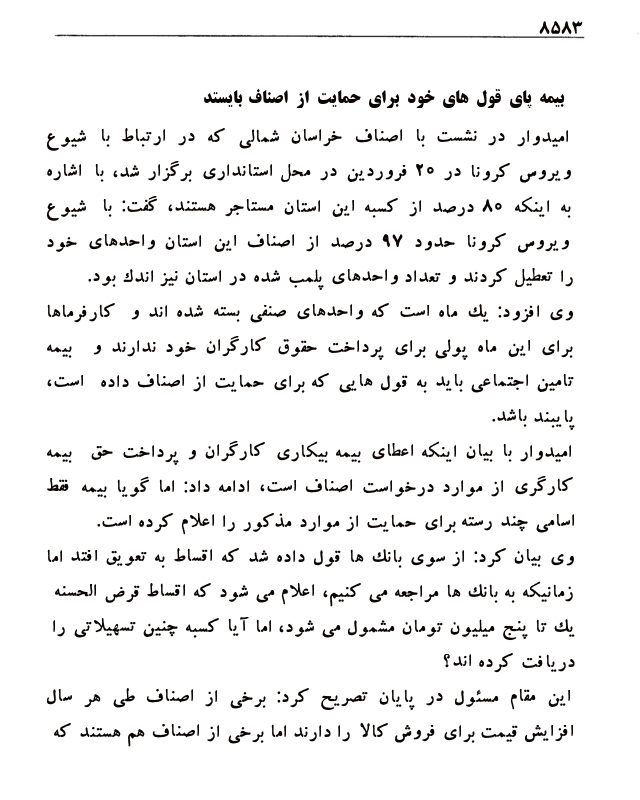 ۸۵۸۳
بیمه پای قول های خود برای حمایت از اصناف بایستد
امیدوار در نشست با اصناف خراسان شمالی که در ارتباط با شیوع
ویروس کرونا در ۲۰ فروردین در محل استانداری برگزار شد، با اشاره
به اینکه ۸۰ درصد از کسبه این استان مستاجر هستند، گفت: با شیوع
ویروس کرونا حدود ۹۷ درصد از اصناف این استان واحدهای خود
را تعطیل کردند و تعداد واحدهای پلمب شده در استان نیز اندك بود.
وی افزود: یك ماه است که واحدهای صنفی بسته شده اند و کارفرماها
برای این ماه پولی برای پرداخت حقوق کارگران خود ندارند و بیمه
تامین اجتماعی باید به قول هایی که برای حمایت از اصناف داده است،
پایبند باشد.
امیدوار با بیان اینکه اعطای بیمه بیکاری کارگران و پرداخت حق بیمه
کارگری از موارد درخواست اصناف است، ادامه داد: اما گویا بیمه فقط
اسامی چند رسته برای حمایت از موارد مذکور را اعلام کرده است.
وی بیان کرد: از سوی بانك ها قول داده شد که اقساط به تعویق افتد اما
زمانیکه به بانك ها مراجعه می کنیم، اعلام می شود که اقساط قرض الحسنه
یك تا پنج میلیون تومان مشمول می شود، اما آیا کسبه چنین تسهیلاتی را
دریافت کرده اند؟
این مقام مسئول در پایان تصریح کرد: برخی از اصناف طی هر سال
افزایش قیمت برای فروش کالا را دارند اما برخی از اصناف هم هستند که